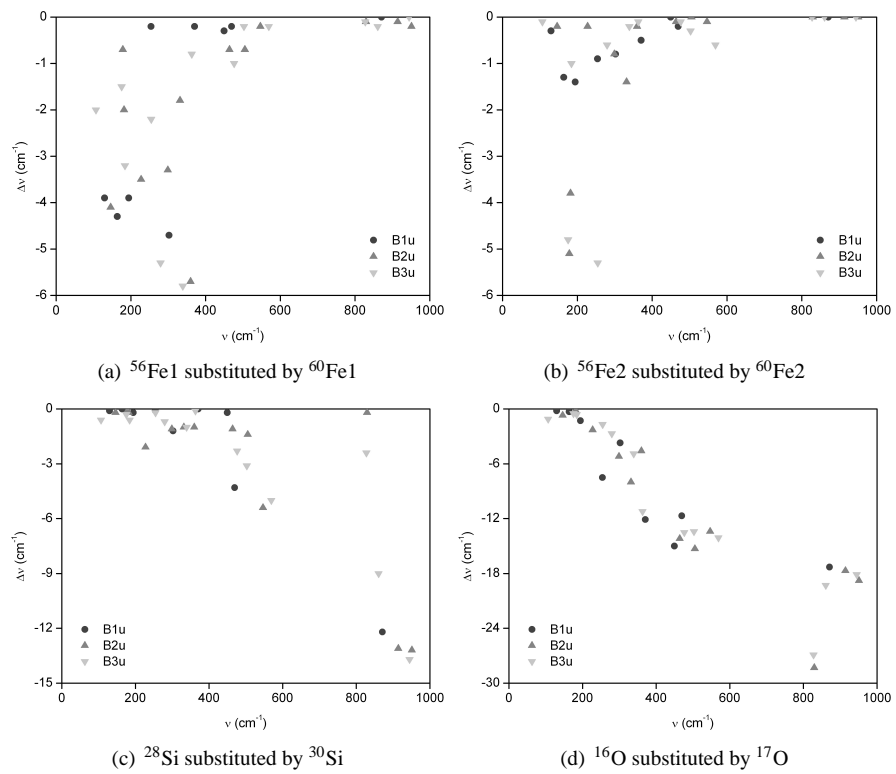 0
-1
-2
-3
-4
-5
-6
Δν (cm⁻¹)
B1u
B2u
B3u
0 200 400 600 800 1000
ν (cm⁻¹)
(a) ⁵⁶Fe1 substituted by ⁶⁰Fe1
0
-1
-2
-3
-4
-5
-6
Δν (cm⁻¹)
B1u
B2u
B3u
0 200 400 600 800 1000
ν (cm⁻¹)
(b) ⁵⁶Fe2 substituted by ⁶⁰Fe2
0
-3
-6
-9
-12
-15
Δν (cm⁻¹)
B1u
B2u
B3u
0 200 400 600 800 1000
ν (cm⁻¹)
(c) ²⁸Si substituted by ³⁰Si
0
-6
-12
-18
-24
-30
Δν (cm⁻¹)
B1u
B2u
B3u
0 200 400 600 800 1000
ν (cm⁻¹)
(d) ¹⁶O substituted by ¹⁷O